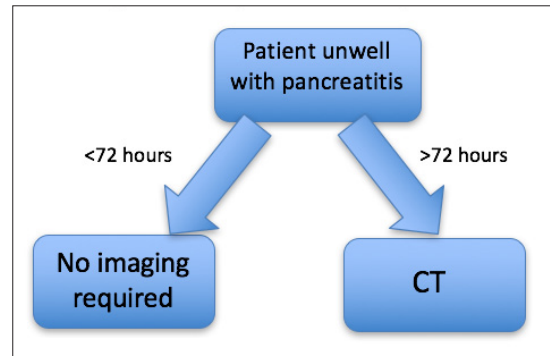 Patient unwell
with pancreatitis
<72 hours
>72 hours
No imaging
required
CT